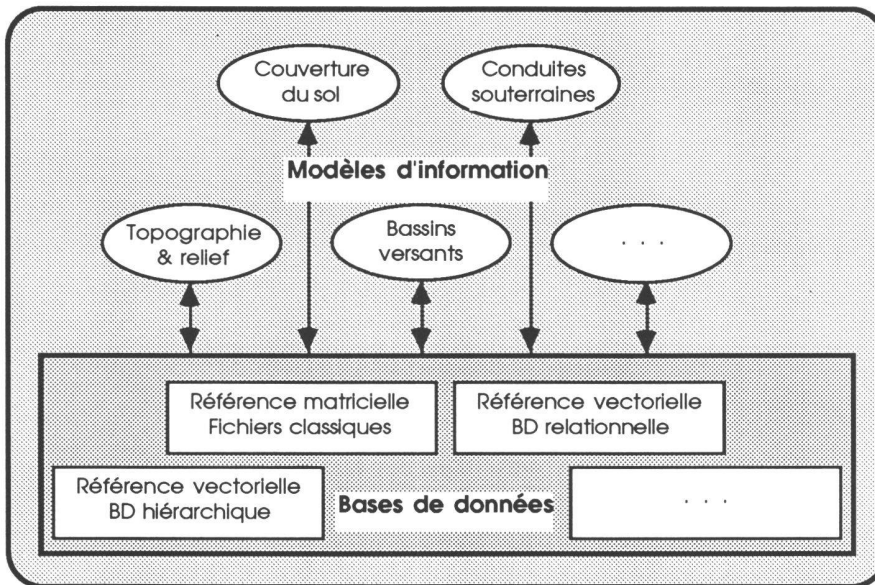 Couverture
du sol
Conduites
souterraines
Modèles d'information
Topographie
& relief
Bassins
versants
. . .
Référence matricielle
Fichiers classiques
Référence vectorielle
BD relationnelle
Référence vectorielle
BD hiérarchique
Bases de données
. . .